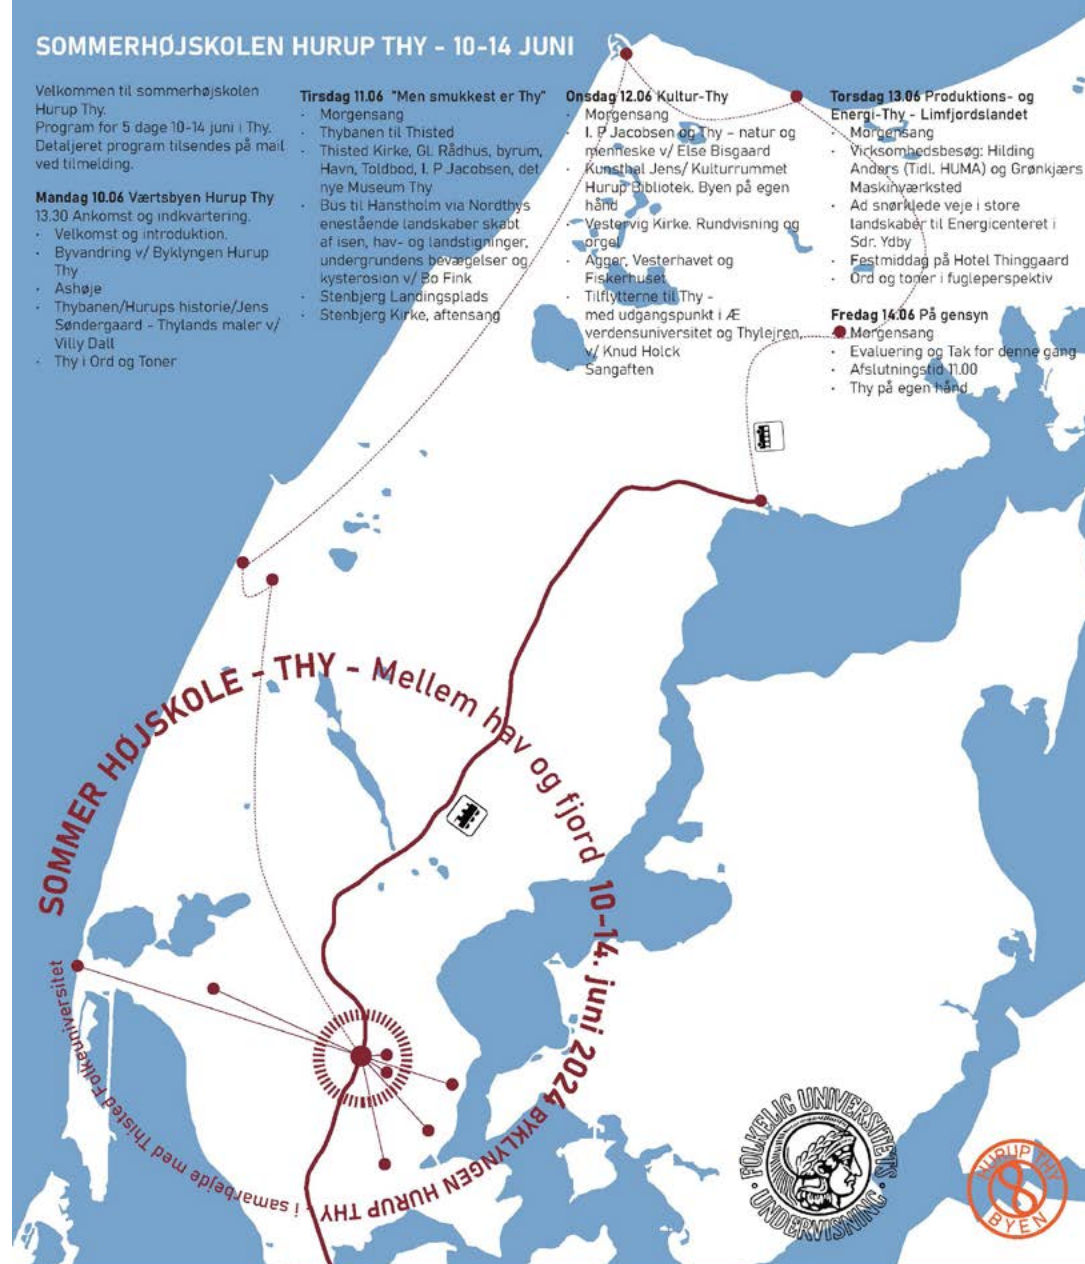 SOMMERHØJSKOLEN HURUP THY - 10-14 JUNI
Velkommen til sommerhøjskolen
Hurup Thy.
Program for 5 dage 10-14 juni i Thy.
Detaljeret program tilsendes på mail
ved tilmelding.
Mandag 10.06 Værtsbyen Hurup Thy
13.30 Ankomst og indkvartering.
· Velkomst og introduktion.
· Byvandring v/ Byklyngen Hurup
Thy
· Ashøje
· Thybanen/Hurups historie/Jens
Søndergaard - Thylands maler v/
Villy Dall
· Thy i Ord og Toner
Tirsdag 11.06 "Men smukkest er Thy"
· Morgensang
· Thybanen til Thisted
· Thisted Kirke, Gl. Rådhus, byrum,
Havn, Toldbod, I. P Jacobsen, det
nye Museum Thy
· Bus til Hanstholm via Nordthys
enestående landskaber skabt
af isen, hav- og landstigninger,
undergrundens bevægelser og
kysterosion v/ Bo Fink
· Stenbjerg Landingsplads
· Stenbjerg Kirke, aftensang
Onsdag 12.06 Kultur-Thy
· Morgensang
· I. P Jacobsen og Thy - natur og
menneske v/ Else Bisgaard
· Kunsthal Jens/ Kulturrummet
Hurup Bibliotek. Byen på egen
hånd
· Vestervig Kirke. Rundvisning og
orgel
· Agger, Vesterhavet og
Fiskerhuset
· Tilflytterne til Thy -
med udgangspunkt i Æ
verdensuniversitet og Thylejren
v/ Knud Holck
· Sangaften
Torsdag 13.06 Produktions- og
Energi-Thy - Limfjordslandet
· Morgensang
· Virksomhedsbesøg: Hilding
Anders (Tidl. HUMA) og Grønkjærs
Maskinværksted
· Ad snørklede veje i store
landskaber til Energicenteret i
Sdr. Ydby
· Festmiddag på Hotel Thinggaard
· Ord og toner i fugleperspektiv
Fredag 14.06 På gensyn
· Morgensang
· Evaluering og Tak for denne gang
· Afslutningstid 11.00
· Thy på egen hånd
SOMMER HØJSKOLE - THY - Mellem hav og fjord 10-14. juni 2024 BYKLYNGEN HURUP THY · i samarbejde med Thisted Folkeuniversitet
· FOLKELIG UNIVERSITETS · UNDERVISNING
HURUP THY
BYEN